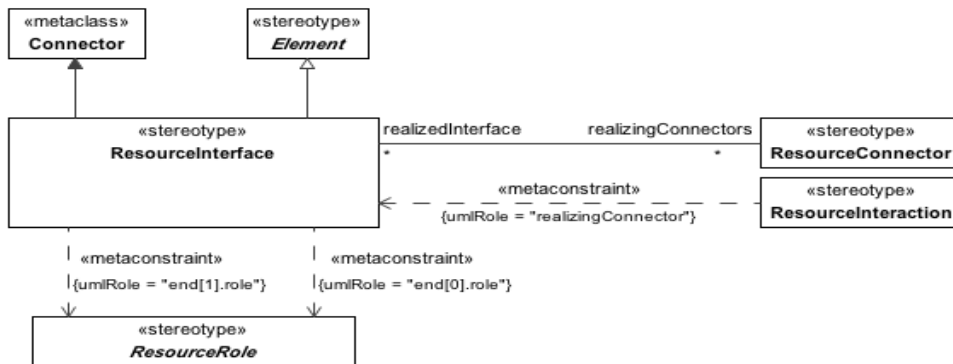 «metaclass»
Connector
«stereotype»
Element
«stereotype»
ResourceInterface
realizedInterface
realizingConnectors
*
*
«stereotype»
ResourceConnector
«metaconstraint»
{umlRole = "realizingConnector"}
«stereotype»
ResourceInteraction
«metaconstraint»
{umlRole = "end[1].role"}
«metaconstraint»
{umlRole = "end[0].role"}
«stereotype»
ResourceRole